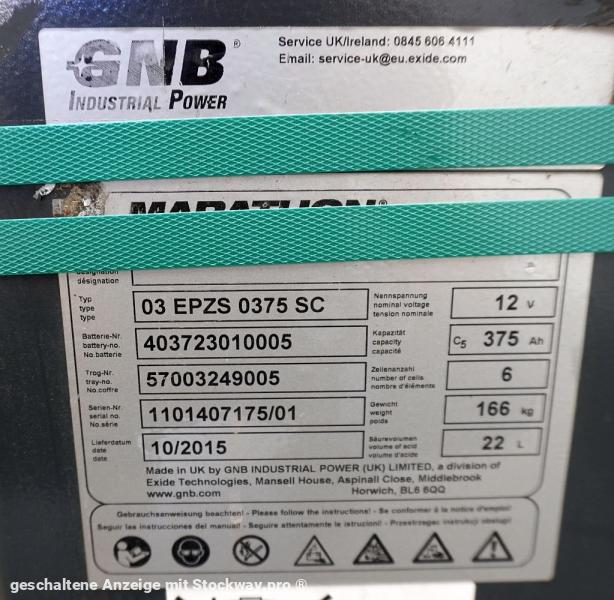 GNB®
INDUSTRIAL POWER
Service UK/Ireland: 0845 606 4111
Email: service-uk@eu.exide.com
MARATHON®
designation
désignation
Typ
type
type
03 EPZS 0375 SC
Nennspannung
nominal voltage
tension nominale
12 V
Batterie-Nr.
battery-no.
No.batterie
403723010005
Kapazität
capacity
capacité
C5 375 Ah
Trog-Nr.
tray-no.
No.coffre
57003249005
Zellenanzahl
number of cells
nombre d'éléments
6
Serien-Nr.
serial no.
No.série
1101407175/01
Gewicht
weight
poids
166 kg
Lieferdatum
date
date
10/2015
Säurevolumen
volume of acid
volume d'acide
22 L
Made in UK by GNB INDUSTRIAL POWER (UK) LIMITED, a division of
Exide Technologies, Mansell House, Aspinall Close, Middlebrook
www.gnb.com Horwich, BL6 6QQ
Gebrauchsanweisung beachten! - Please follow the instructions! - Se conformer à la notice d'emploi!
Seguir las instrucciones del manual! - Seguire attentamente le istruzioni! - Przestrzegac instrukcji obslugi!
geschaltene Anzeige mit Stockway.pro ®